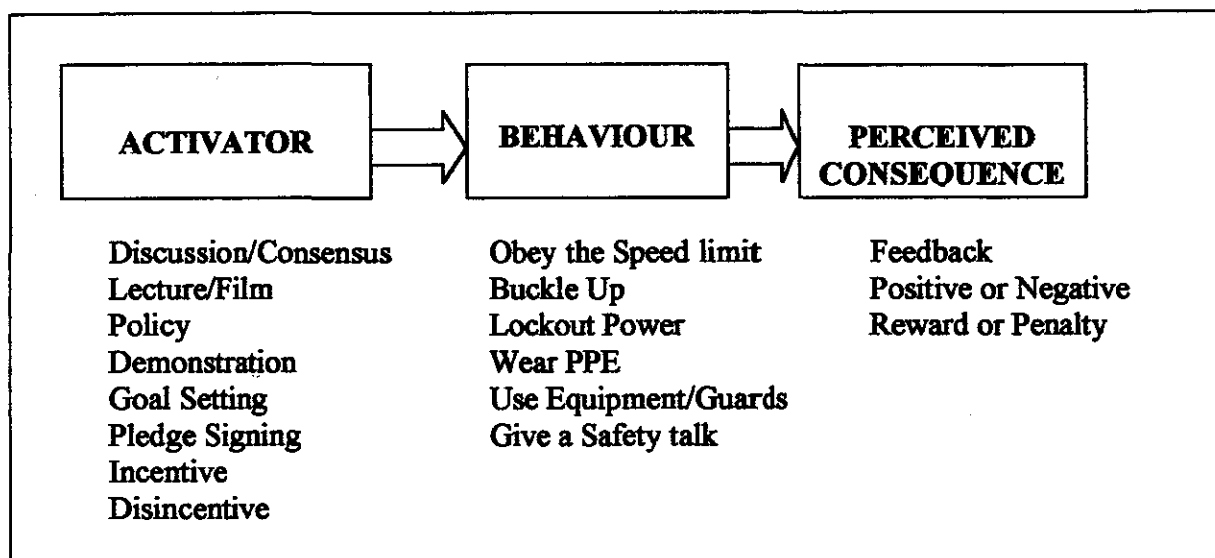 ACTIVATOR
BEHAVIOUR
PERCEIVED
CONSEQUENCE
Discussion/Consensus
Lecture/Film
Policy
Demonstration
Goal Setting
Pledge Signing
Incentive
Disincentive
Obey the Speed limit
Buckle Up
Lockout Power
Wear PPE
Use Equipment/Guards
Give a Safety talk
Feedback
Positive or Negative
Reward or Penalty